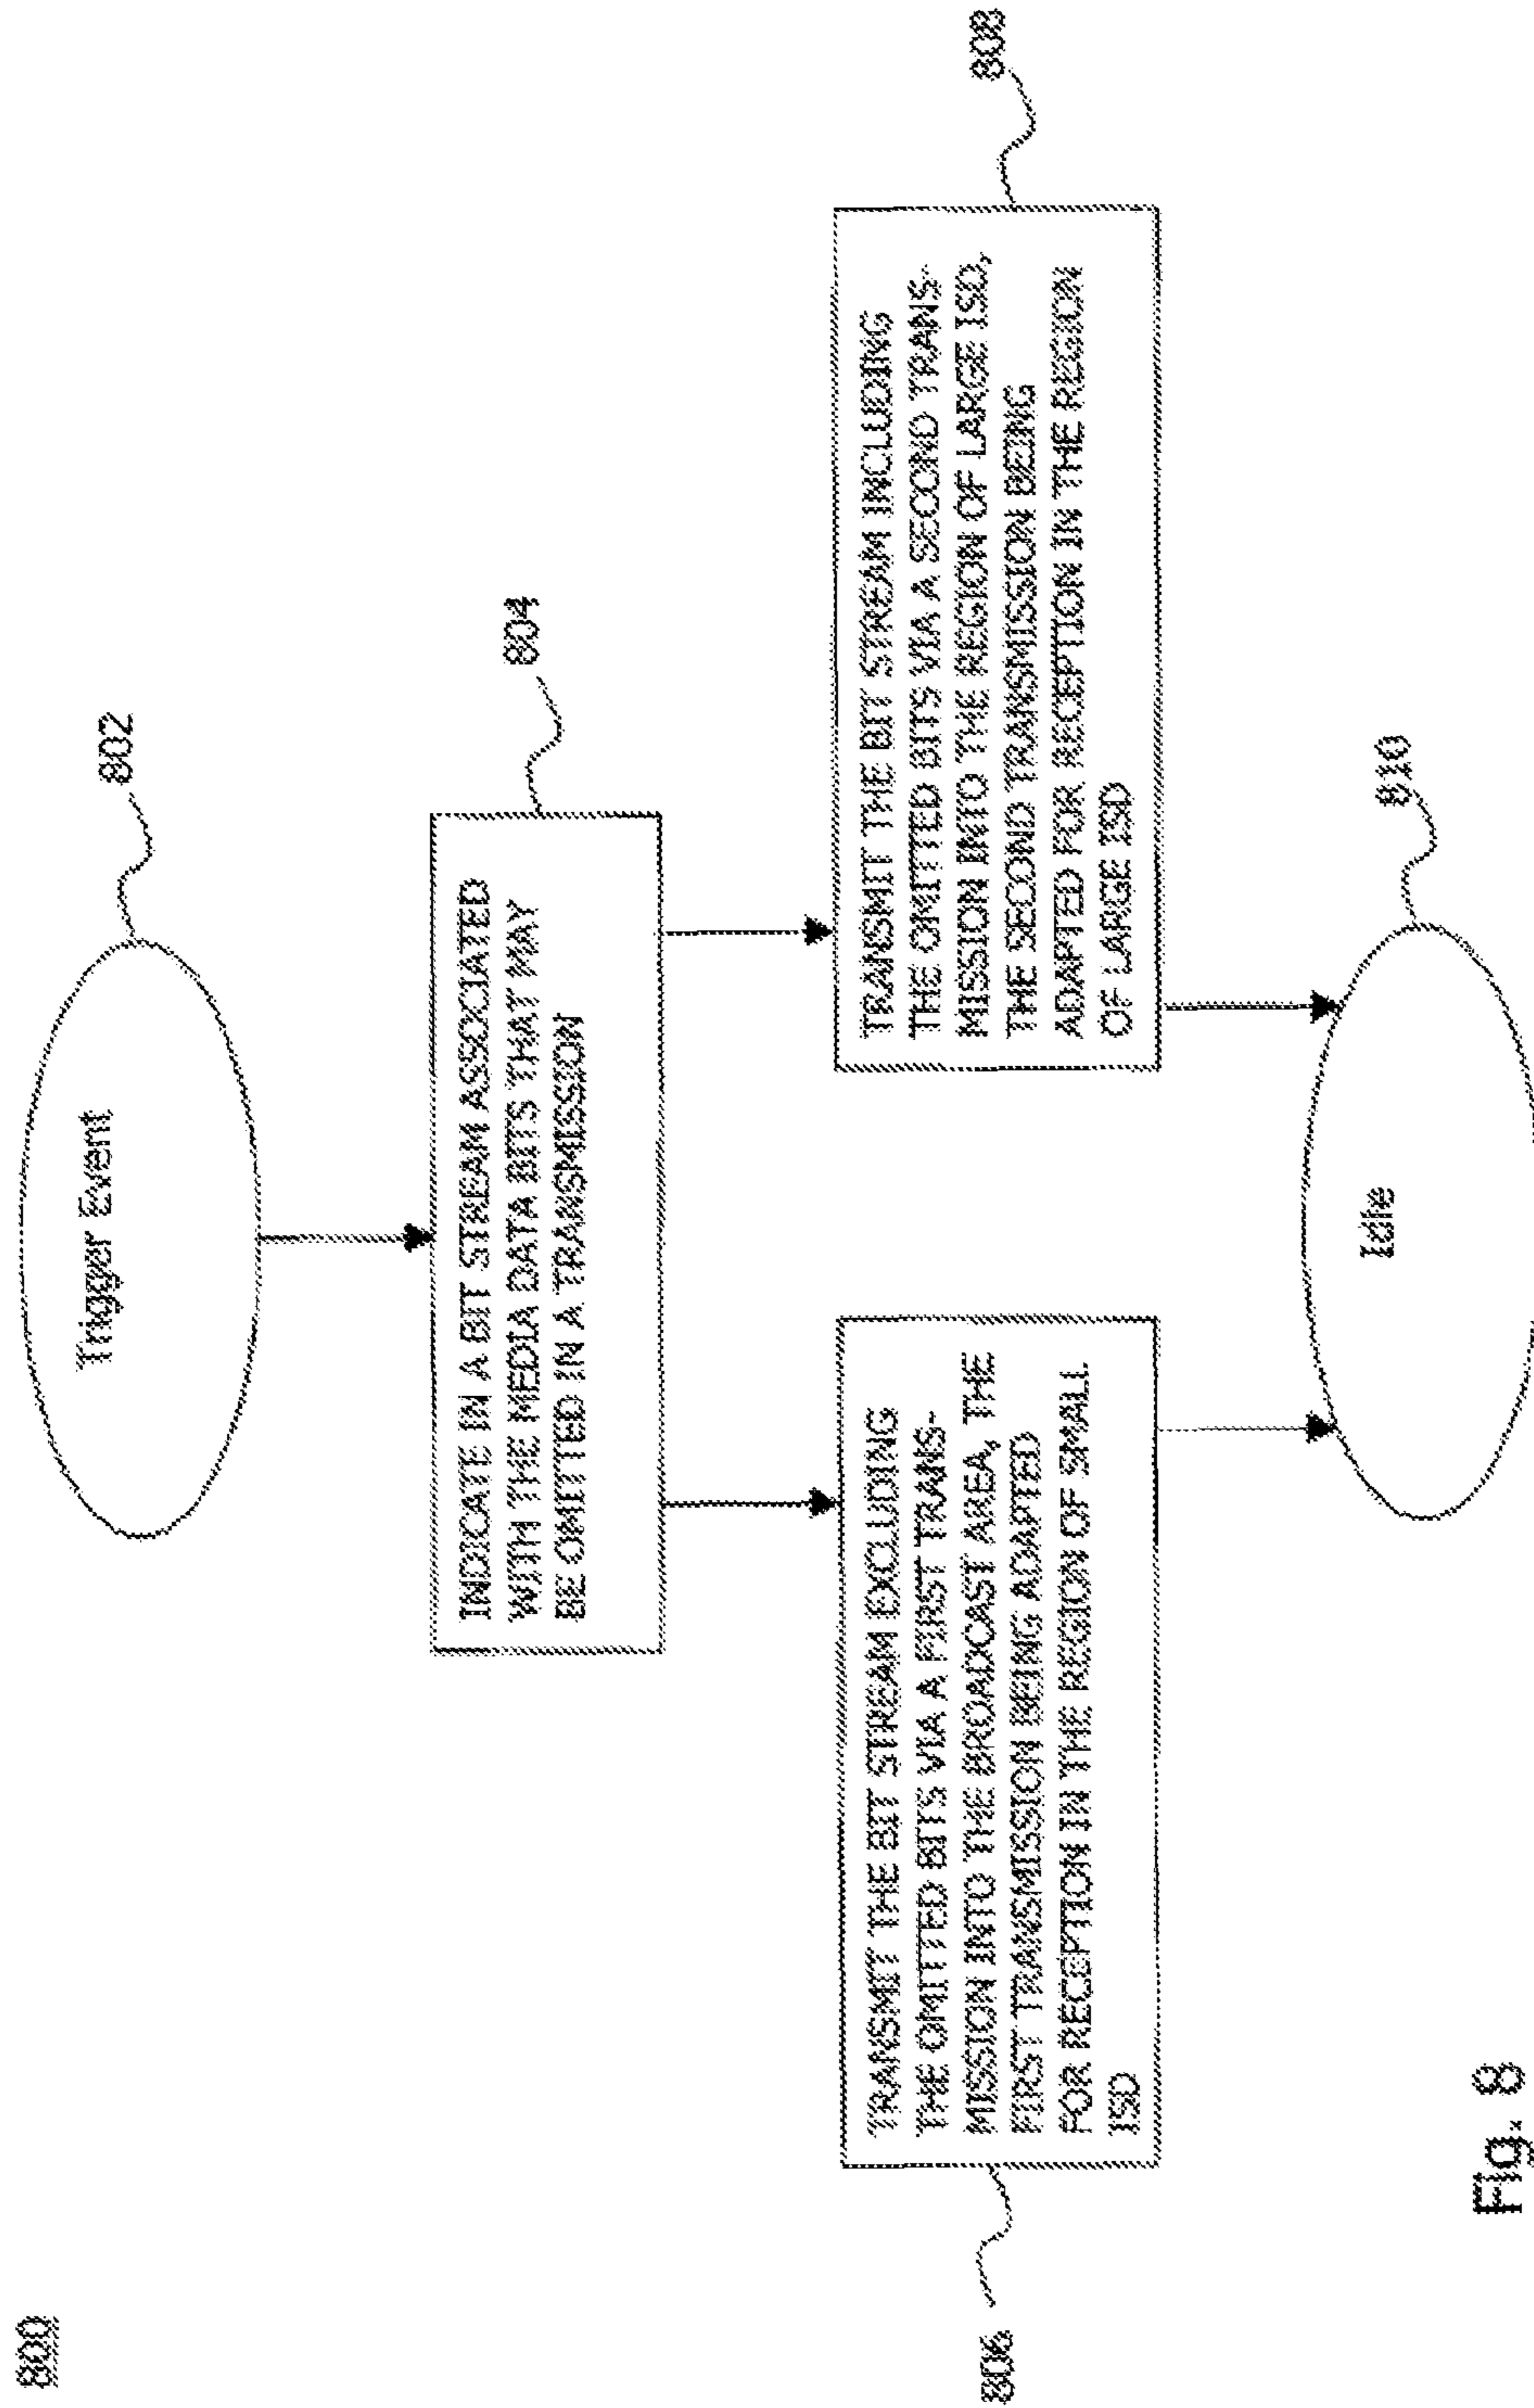 800
Trigger Event
802
INDICATE IN A BIT STREAM ASSOCIATED
WITH THE MEDIA DATA BITS THAT MAY
BE OMITTED IN A TRANSMISSION
804
TRANSMIT THE BIT STREAM EXCLUDING
THE OMITTED BITS VIA A FIRST TRANS-
MISSION INTO THE BROADCAST AREA, THE
FIRST TRANSMISSION BEING ADAPTED
FOR RECEPTION IN THE REGION OF SMALL
ISD
806
TRANSMIT THE BIT STREAM INCLUDING
THE OMITTED BITS VIA A SECOND TRANS-
MISSION INTO THE REGION OF LARGE ISD,
THE SECOND TRANSMISSION BEING
ADAPTED FOR RECEPTION IN THE REGION
OF LARGE ISD
808
Idle
810
Fig. 8